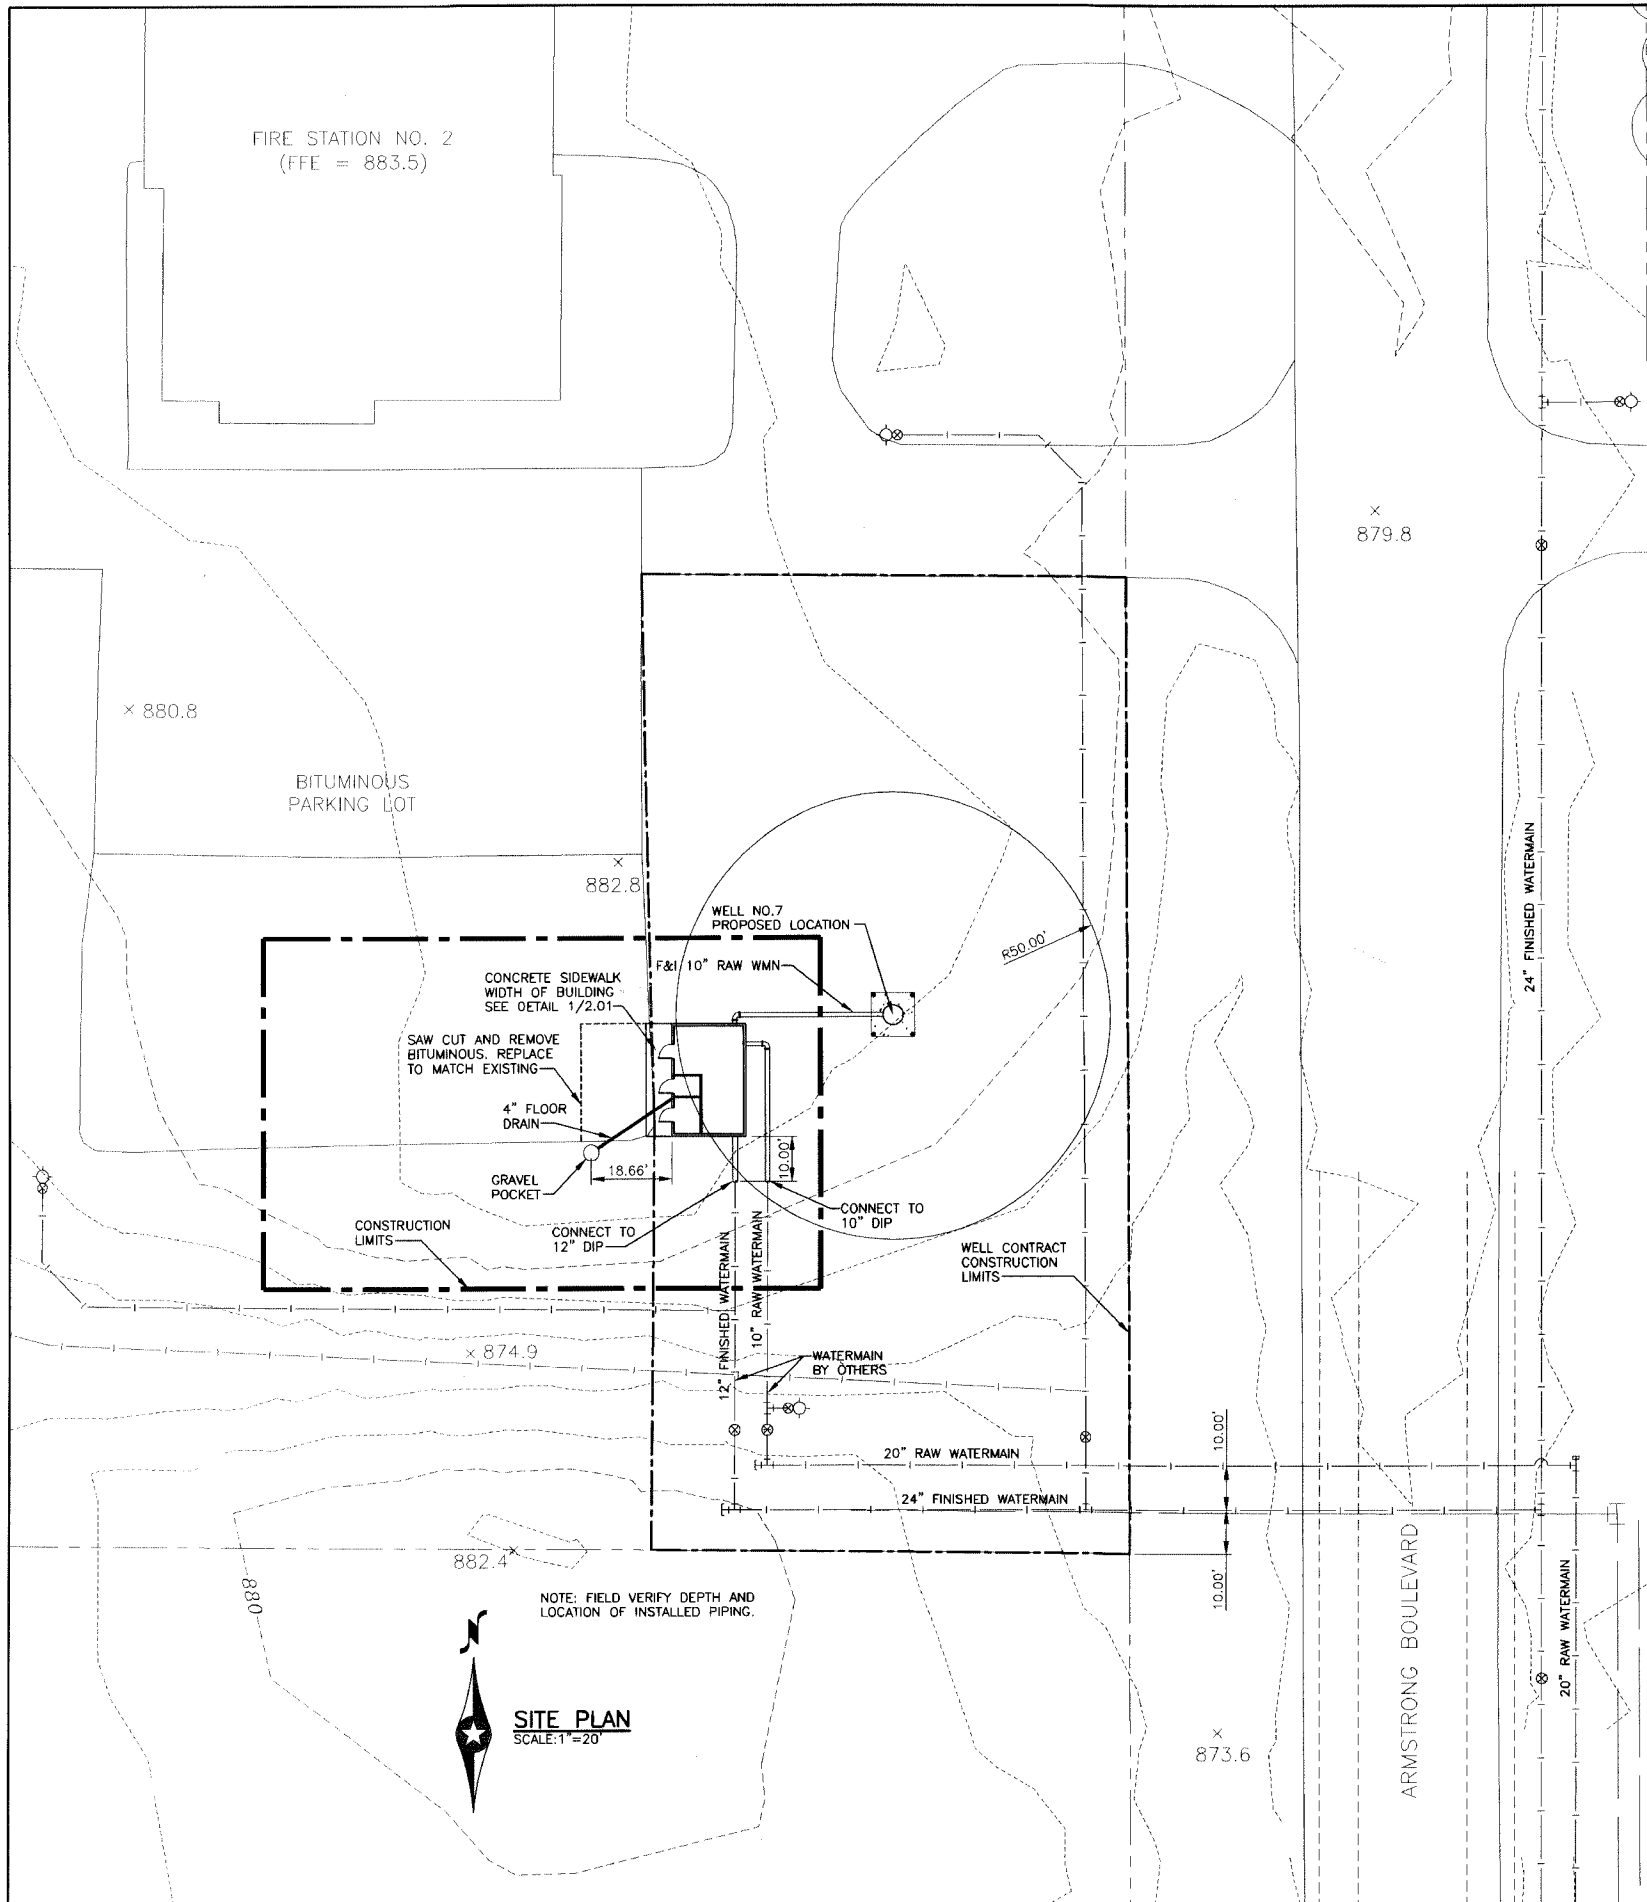 FIRE STATION NO. 2
(FFE = 883.5)
879.8
880.8
BITUMINOUS
PARKING LOT
882.8
WELL NO.7
PROPOSED LOCATION
R50.00'
F&I 10" RAW WMN
CONCRETE SIDEWALK
WIDTH OF BUILDING
SEE DETAIL 1/2.01
SAW CUT AND REMOVE
BITUMINOUS. REPLACE
TO MATCH EXISTING
4" FLOOR
DRAIN
GRAVEL
POCKET
18.66'
10.00'
CONNECT TO
12" DIP
CONNECT TO
10" DIP
CONSTRUCTION
LIMITS
WELL CONTRACT
CONSTRUCTION
LIMITS
12" FINISHED WATERMAIN
10" RAW WATERMAIN
24" FINISHED WATERMAIN
874.9
WATERMAIN
BY OTHERS
20" RAW WATERMAIN
24" FINISHED WATERMAIN
10.00'
10.00'
882.4
880
NOTE: FIELD VERIFY DEPTH AND
LOCATION OF INSTALLED PIPING.
N
SITE PLAN
SCALE:1"=20'
873.6
ARMSTRONG BOULEVARD
20" RAW WATERMAIN